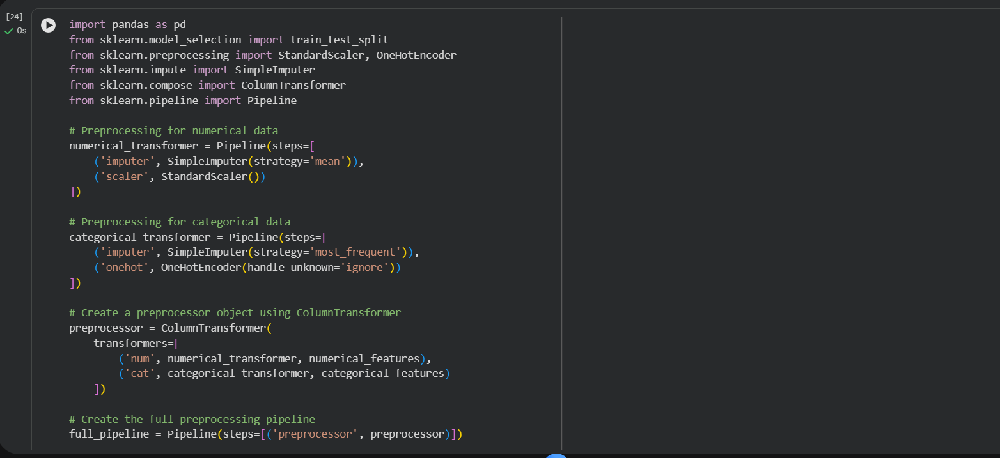 [24]
0s
import pandas as pd
from sklearn.model_selection import train_test_split
from sklearn.preprocessing import StandardScaler, OneHotEncoder
from sklearn.impute import SimpleImputer
from sklearn.compose import ColumnTransformer
from sklearn.pipeline import Pipeline

# Preprocessing for numerical data
numerical_transformer = Pipeline(steps=[
    ('imputer', SimpleImputer(strategy='mean')),
    ('scaler', StandardScaler())
])

# Preprocessing for categorical data
categorical_transformer = Pipeline(steps=[
    ('imputer', SimpleImputer(strategy='most_frequent')),
    ('onehot', OneHotEncoder(handle_unknown='ignore'))
])

# Create a preprocessor object using ColumnTransformer
preprocessor = ColumnTransformer(
    transformers=[
        ('num', numerical_transformer, numerical_features),
        ('cat', categorical_transformer, categorical_features)
    ])

# Create the full preprocessing pipeline
full_pipeline = Pipeline(steps=[('preprocessor', preprocessor)])